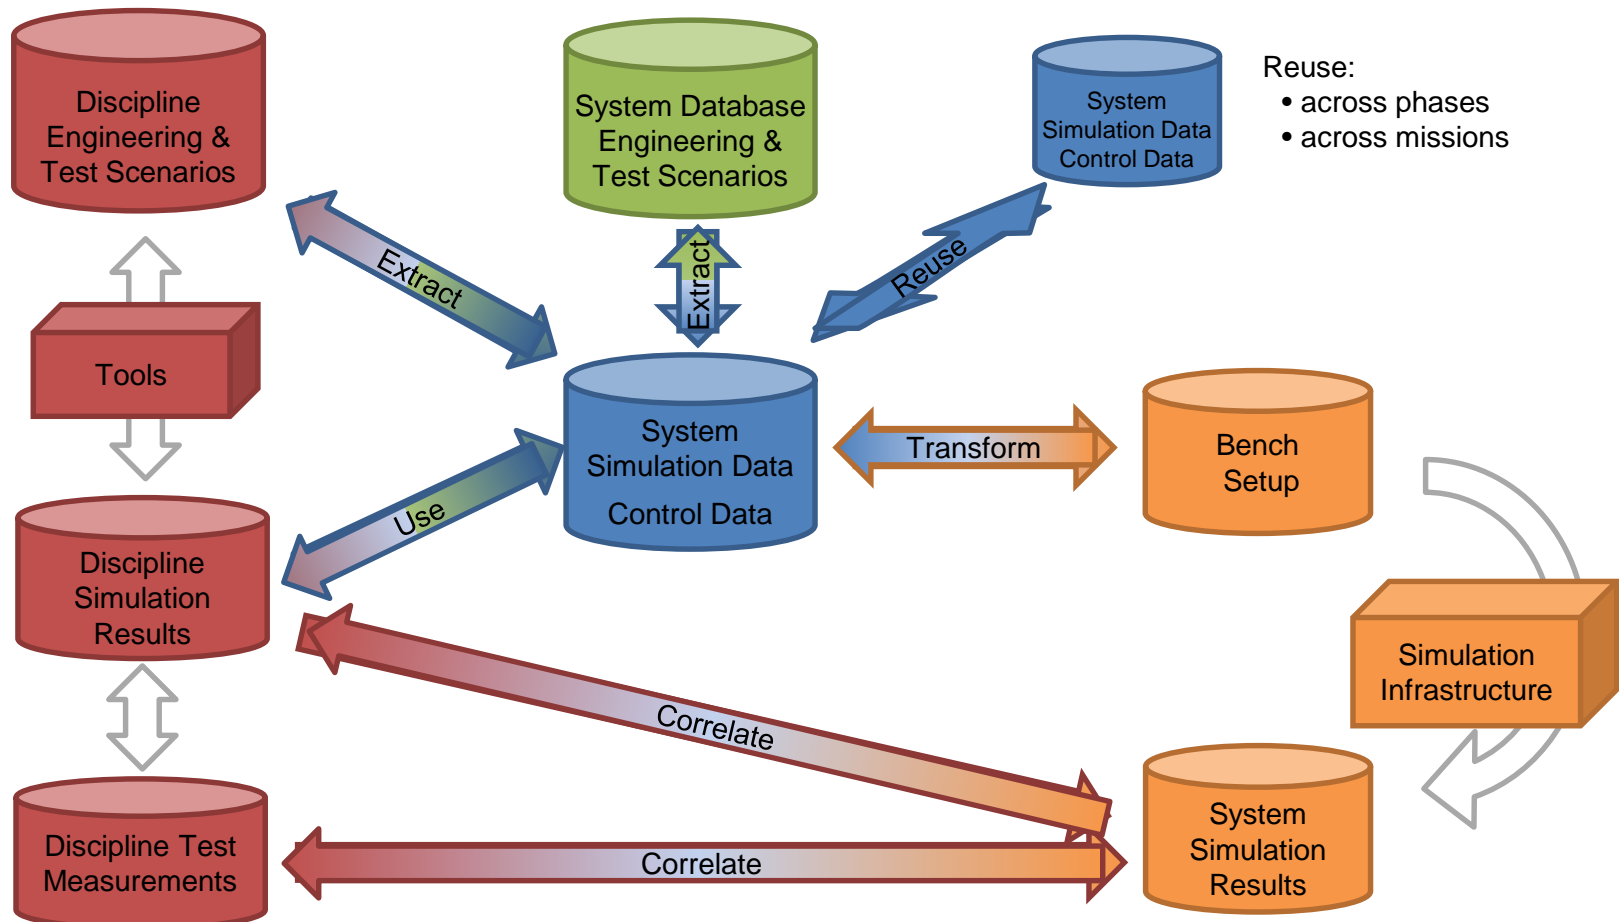 Discipline
Engineering &
Test Scenarios
System Database
Engineering &
Test Scenarios
System
Simulation Data
Control Data
Reuse:
• across phases
• across missions
Extract
Extract
Reuse
Tools
System
Simulation Data
Control Data
Transform
Bench
Setup
Use
Discipline
Simulation
Results
Simulation
Infrastructure
Correlate
Discipline Test
Measurements
Correlate
System
Simulation
Results